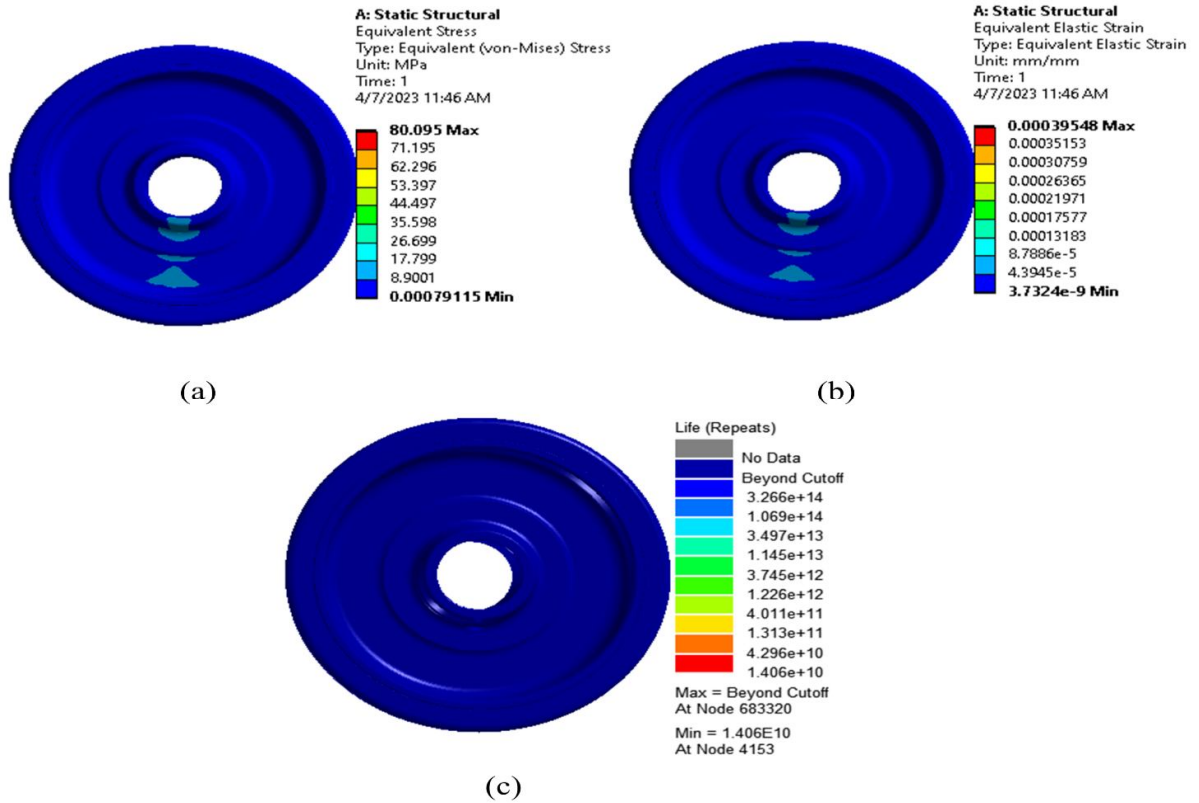 A: Static Structural
Equivalent Stress
Type: Equivalent (von-Mises) Stress
Unit: MPa
Time: 1
4/7/2023 11:46 AM
80.095 Max
71.195
62.296
53.397
44.497
35.598
26.699
17.799
8.9001
0.00079115 Min
(a)
A: Static Structural
Equivalent Elastic Strain
Type: Equivalent Elastic Strain
Unit: mm/mm
Time: 1
4/7/2023 11:46 AM
0.00039548 Max
0.00035153
0.00030759
0.00026365
0.00021971
0.00017577
0.00013183
8.7886e-5
4.3945e-5
3.7324e-9 Min
(b)
Life (Repeats)
No Data
Beyond Cutoff
3.266e+14
1.069e+14
3.497e+13
1.145e+13
3.745e+12
1.226e+12
4.011e+11
1.313e+11
4.296e+10
1.406e+10
Max = Beyond Cutoff
At Node 683320
Min = 1.406E10
At Node 4153
(c)